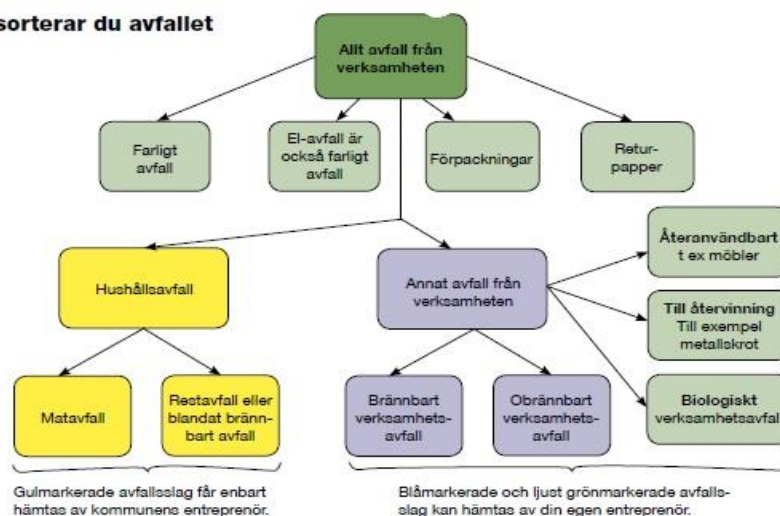 sorterar du avfallet
Allt avfall från
verksamheten
Farligt
avfall
El-avfall är
också farligt
avfall
Förpackningar
Retur-
papper
Hushållsavfall
Annat avfall från
verksamheten
Återanvändbart
t ex möbler
Till återvinning
Till exempel
metallskrot
Biologiskt
verksamhetsavfall
Matavfall
Restavfall eller
blandat bränn-
bart avfall
Brännbart
verksamhets-
avfall
Obrännbart
verksamhets-
avfall
Gulmarkerade avfallsslag får enbart
hämtas av kommunens entreprenör.
Blåmarkerade och ljust grönmarkerade avfalls-
slag kan hämtas av din egen entreprenör.